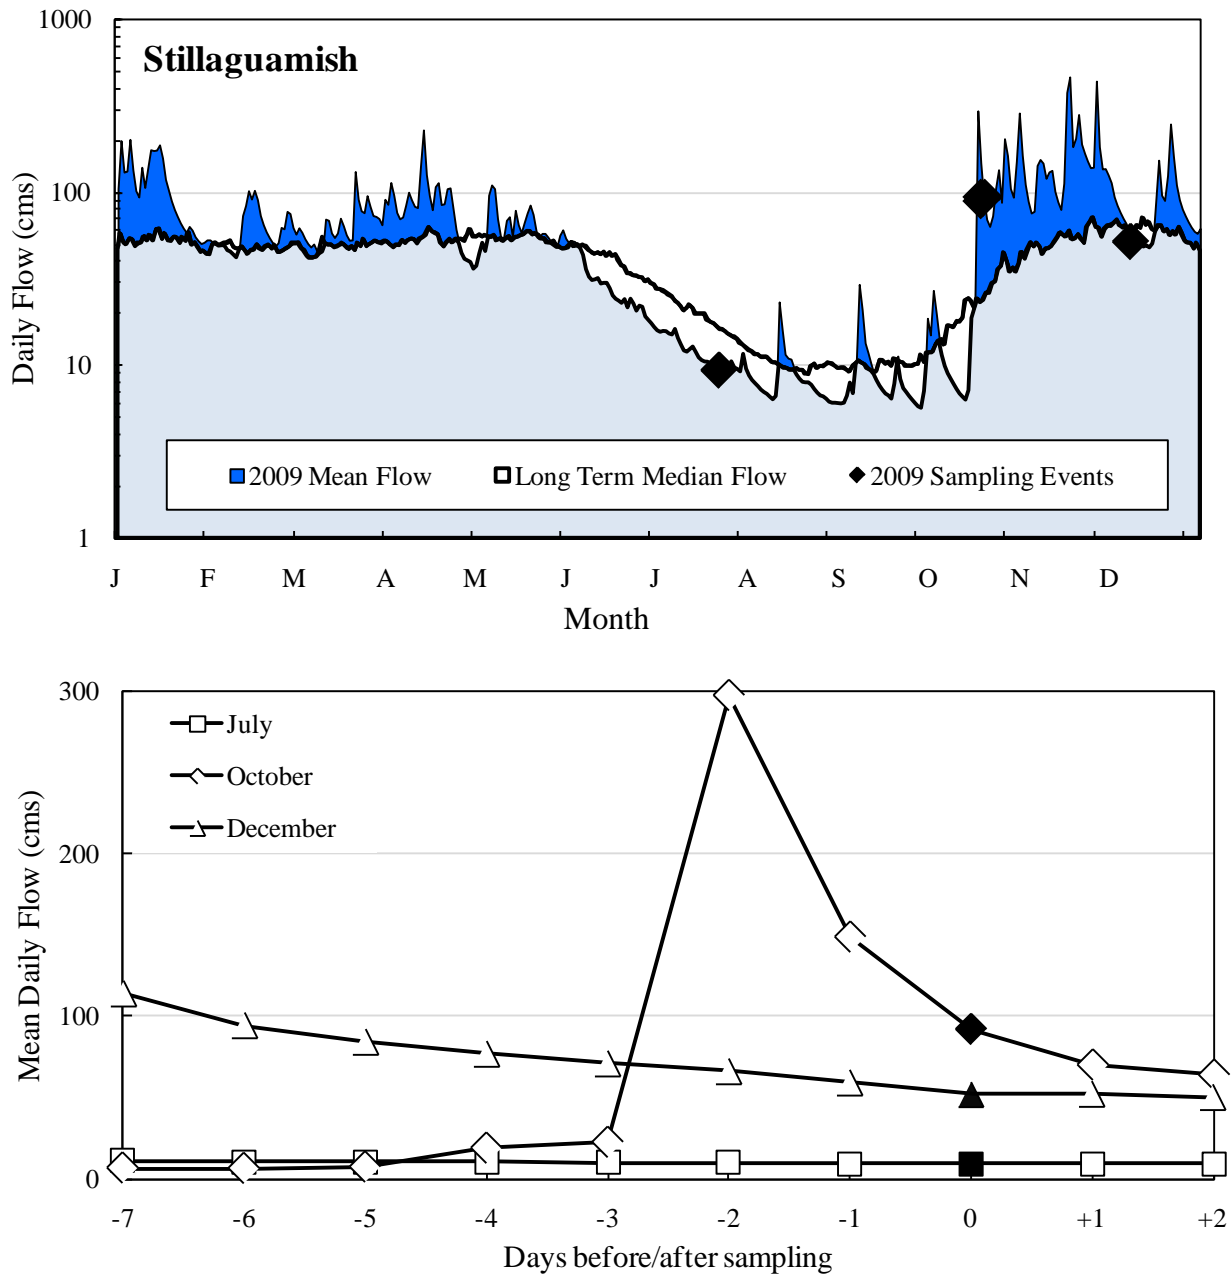 1000
Stillaguamish
100
10
1
Daily Flow (cms)
2009 Mean Flow
Long Term Median Flow
2009 Sampling Events
J F M A M J J A S O N D
Month
300
200
100
0
Mean Daily Flow (cms)
July
October
December
-7 -6 -5 -4 -3 -2 -1 0 +1 +2
Days before/after sampling